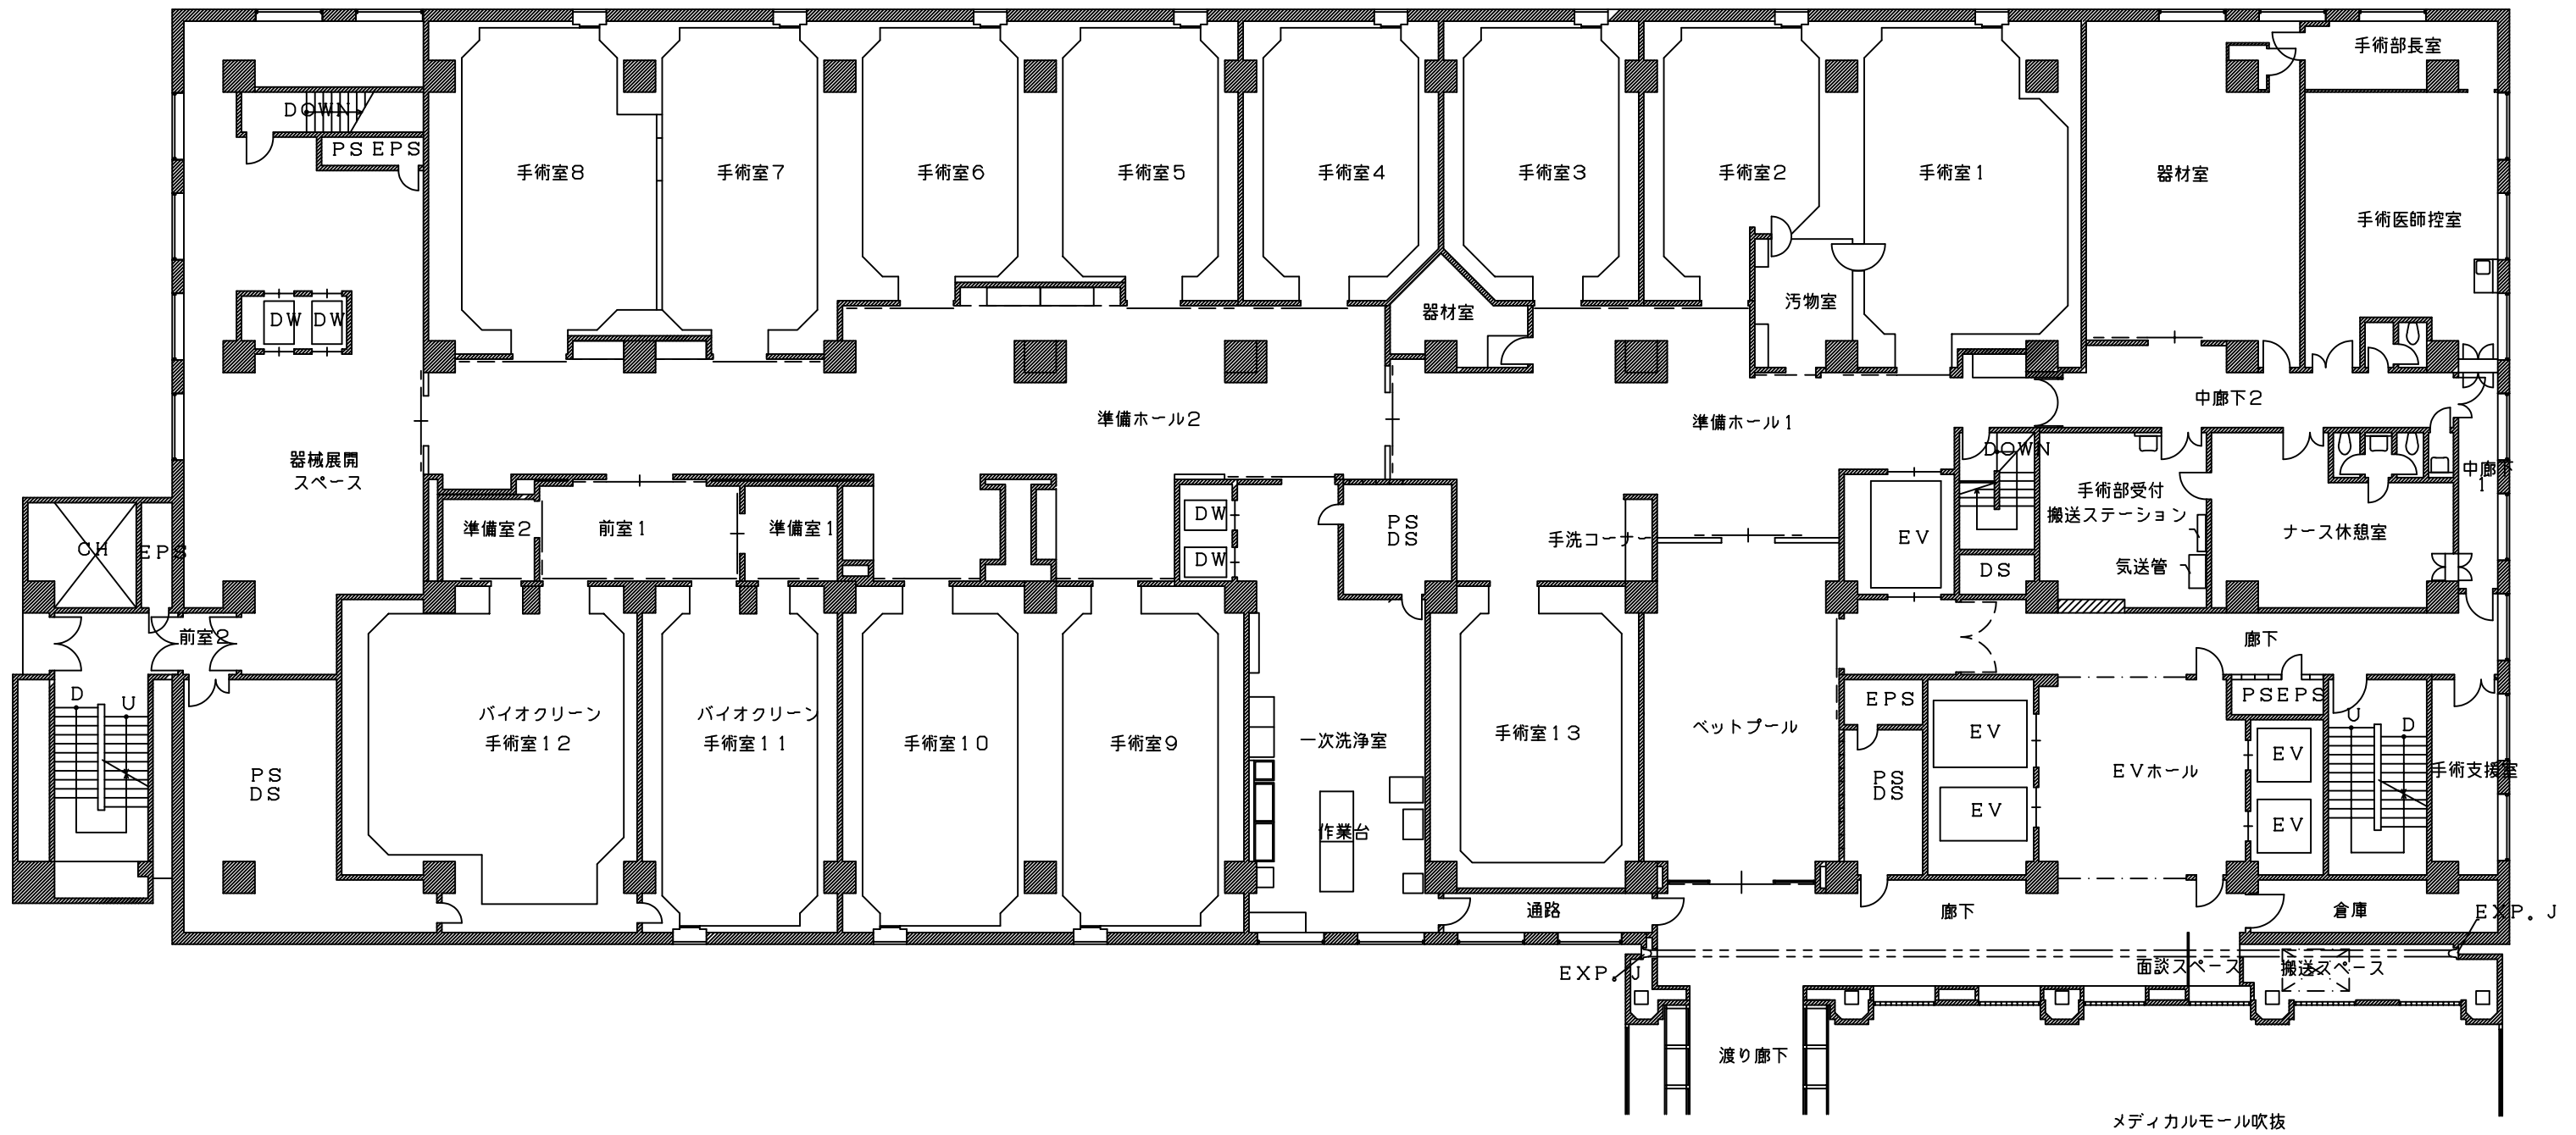 手術部長室
DOWN
PS EPS
手術室8
手術室7
手術室6
手術室5
手術室4
手術室3
手術室2
手術室1
器材室
手術医師控室
DW
DW
器材室
汚物室
準備ホール2
準備ホール1
中廊下2
器械展開
スペース
DOWN
中廊下
1
手術部受付
搬送ステーション
気送管
ナース休憩室
準備室2
前室1
準備室1
DW
DW
PS
DS
手洗コーナー
EV
DS
CH
EPS
前室2
廊下
D
U
PS
DS
バイオクリーン
手術室12
バイオクリーン
手術室11
手術室10
手術室9
一次洗浄室
作業台
手術室13
ベットプール
EPS
PS
DS
EV
EV
EVホール
PS EPS
EV
EV
U
D
手術支援室
通路
廊下
倉庫
EXP.J
EXP.J
面談スペース
搬送スペース
渡り廊下
メディカルモール吹抜